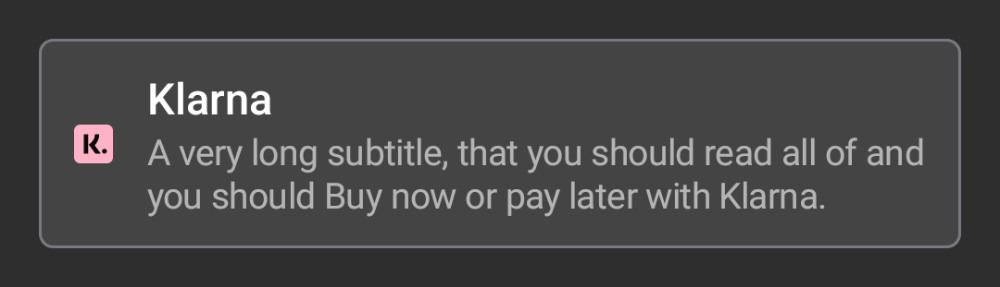 Klarna
K.
A very long subtitle, that you should read all of and
you should Buy now or pay later with Klarna.